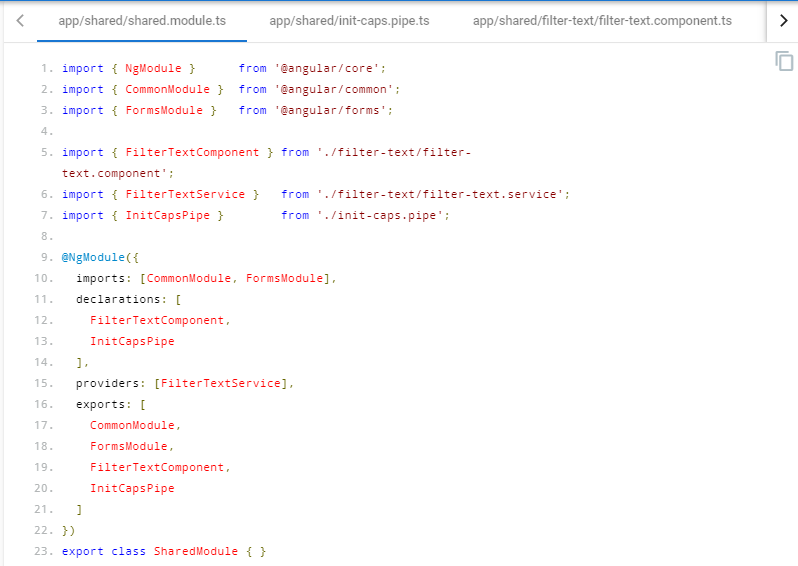 app/shared/shared.module.ts app/shared/init-caps.pipe.ts app/shared/filter-text/filter-text.component.ts
1. import { NgModule }      from '@angular/core';
2. import { CommonModule }  from '@angular/common';
3. import { FormsModule }   from '@angular/forms';
4.
5. import { FilterTextComponent } from './filter-text/filter-
text.component';
6. import { FilterTextService }   from './filter-text/filter-text.service';
7. import { InitCapsPipe }        from './init-caps.pipe';
8.
9. @NgModule({
10.   imports: [CommonModule, FormsModule],
11.   declarations: [
12.     FilterTextComponent,
13.     InitCapsPipe
14.   ],
15.   providers: [FilterTextService],
16.   exports: [
17.     CommonModule,
18.     FormsModule,
19.     FilterTextComponent,
20.     InitCapsPipe
21.   ]
22. })
23. export class SharedModule { }